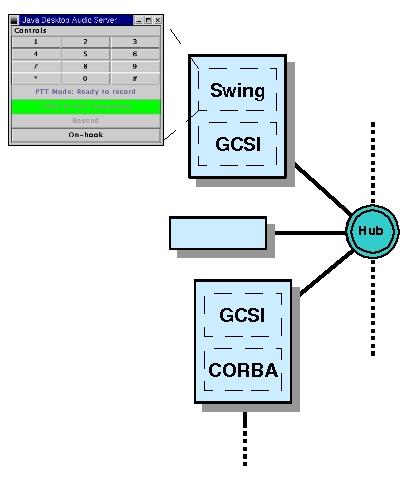 Java Desktop Audio Server
Controls
1 2 3
4 5 6
7 8 9
* 0 #
PTT Mode: Ready to record
Resend
On-hook
Swing
GCSI
Hub
GCSI
CORBA